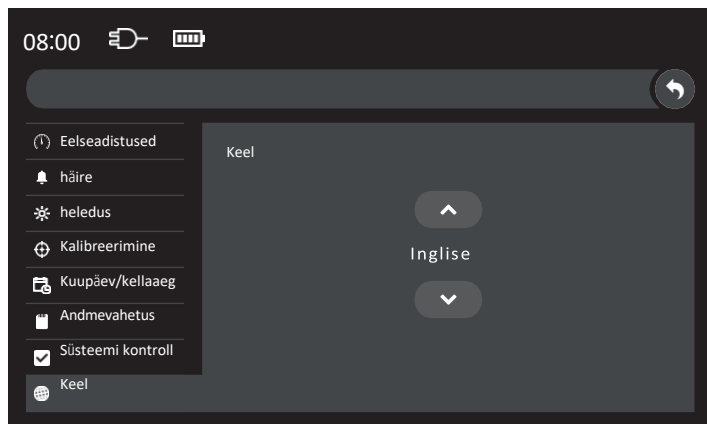 08:00
Eelseadistused
häire
heledus
Kalibreerimine
Kuupäev/kellaaeg
Andmevahetus
Süsteemi kontroll
Keel
Keel
Inglise